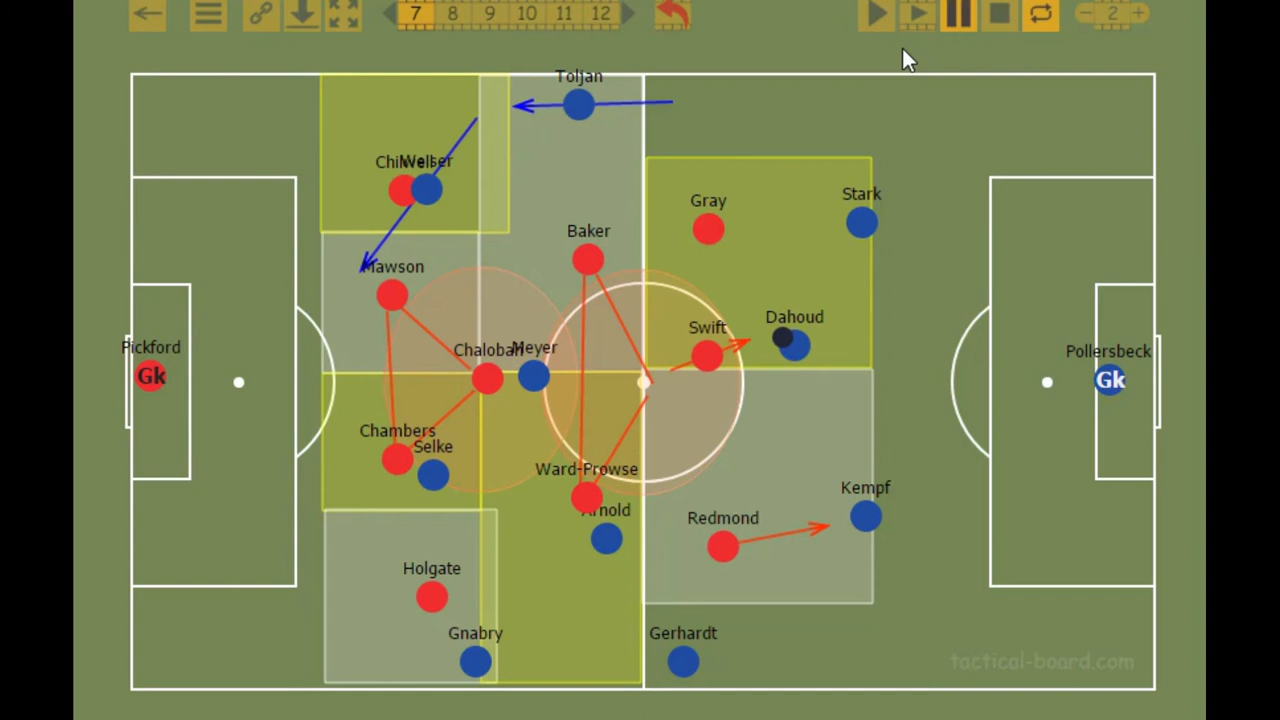 7 8 9 10 11 12
2
Toljan
Chilwell
Welser
Gray
Stark
Baker
Mawson
Swift
Dahoud
Pickford
Gk
Chalobah
Meyer
Pollersbeck
Gk
Chambers
Selke
Ward-Prowse
Arnold
Redmond
Kempf
Holgate
Gnabry
Gerhardt
tactical-board.com